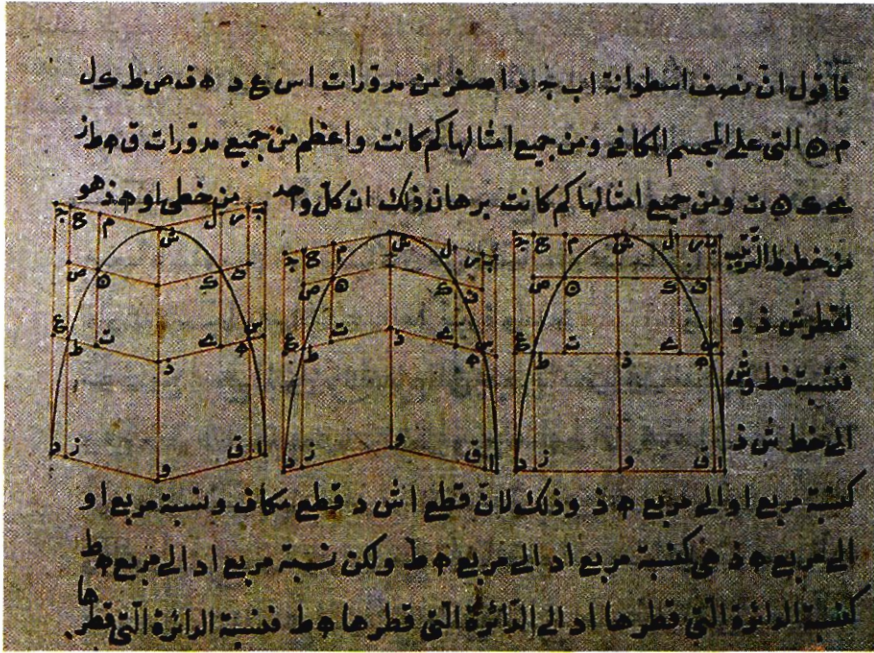 فاقول ان نصف اسطوانة اب جـ د اصغر من مدورات اس ع د ه ف ص ط ك ل
م ن التي على المجسم المكافي ومن جميع امثالها كم كانت واعظم من جميع مدورات ق ه ط ز
ي ك ن ت ومن جميع امثالها كم كانت برهان ذلك ان كل واحد من خطي او ه ذ هو
من خطوط الترتيب
لقطر ش ذ و
فنسبة خط و ش
الى خط ش ذ
كنسبة مربع او الى مربع ه ذ وذلك لان قطع اش د قطع مكاف ونسبة مربع او
الى مربع ه ذ هي كنسبة مربع اد الى مربع ه ط ولكن نسبة مربع اد الى مربع ه ط
كنسبة الدائرة التي قطرها اد الى الدائرة التي قطرها ه ط فنسبة الدائرة التي قطرها